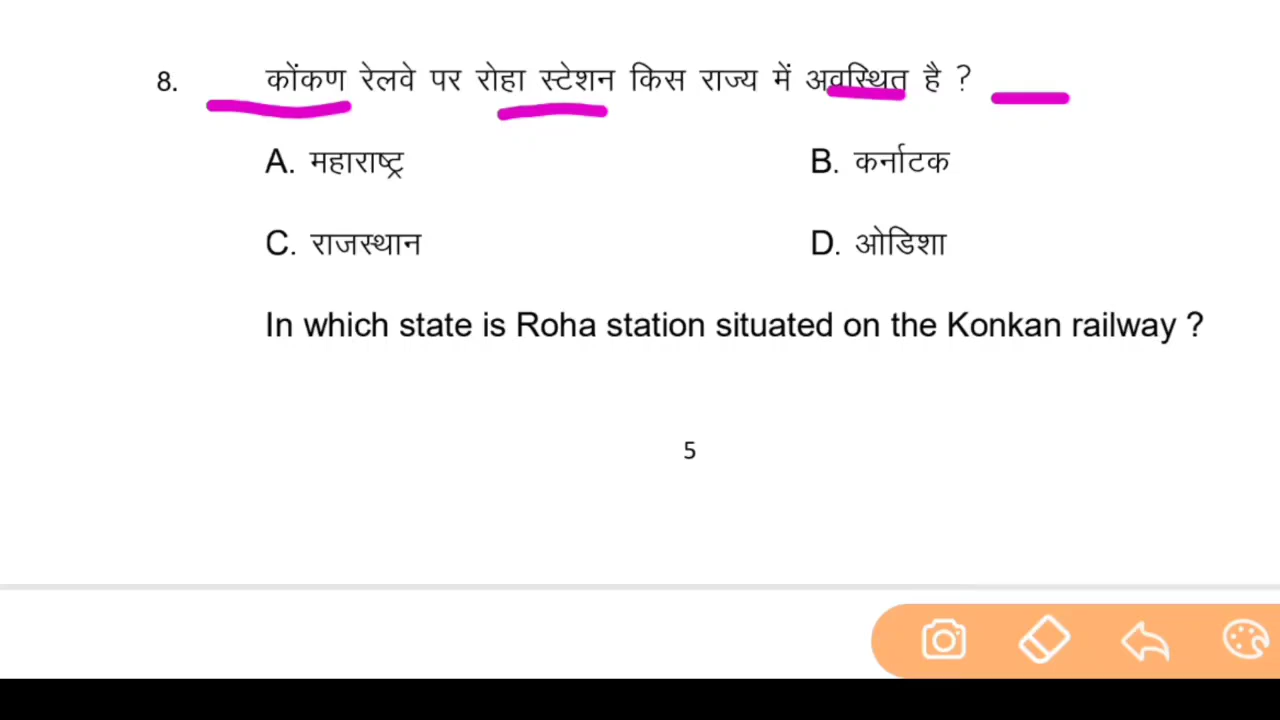 8. कोंकण रेलवे पर रोहा स्टेशन किस राज्य में अवस्थित है ?
A. महाराष्ट्र B. कर्नाटक
C. राजस्थान D. ओडिशा
In which state is Roha station situated on the Konkan railway ?
5